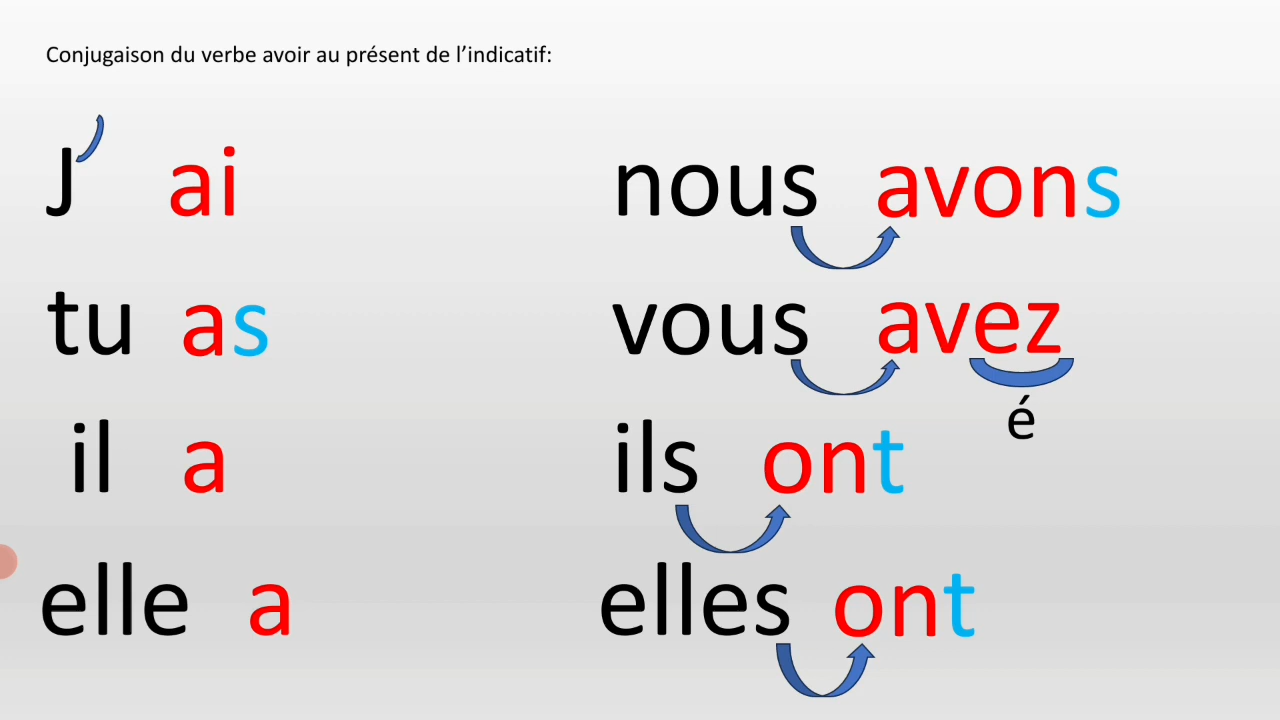 Conjugaison du verbe avoir au présent de l’indicatif:
J’ ai
tu as
il a
elle a
nous avons
vous avez
é
ils ont
elles ont